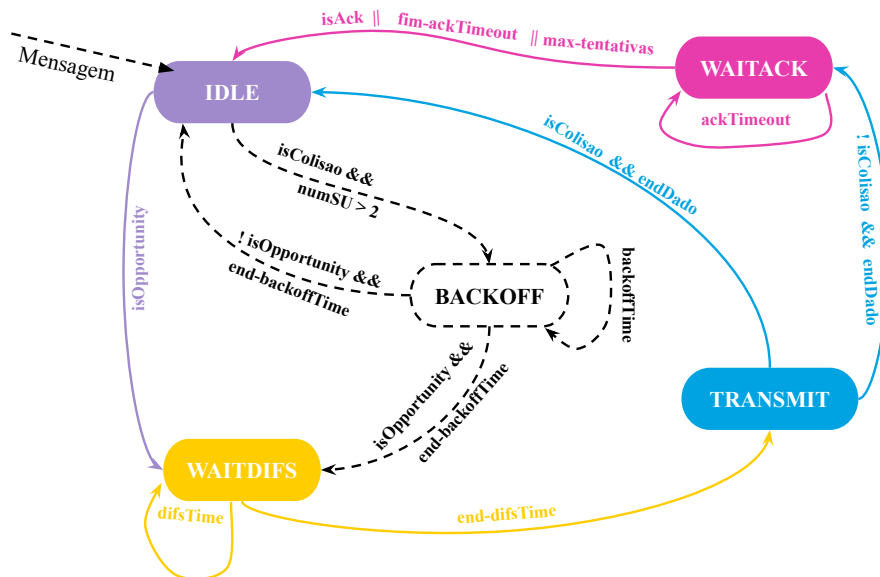 isAck || fim-ackTimeout || max-tentativas
Mensagem
WAITACK
IDLE
ackTimeout
isColisao &&
numSU > 2
isColisao && endDado
! isColisao && endDado
isOpportunity
! isOpportunity &&
end-backoffTime
BACKOFF
backoffTime
isOpportunity &&
end-backoffTime
TRANSMIT
WAITDIFS
difsTime
end-difsTime